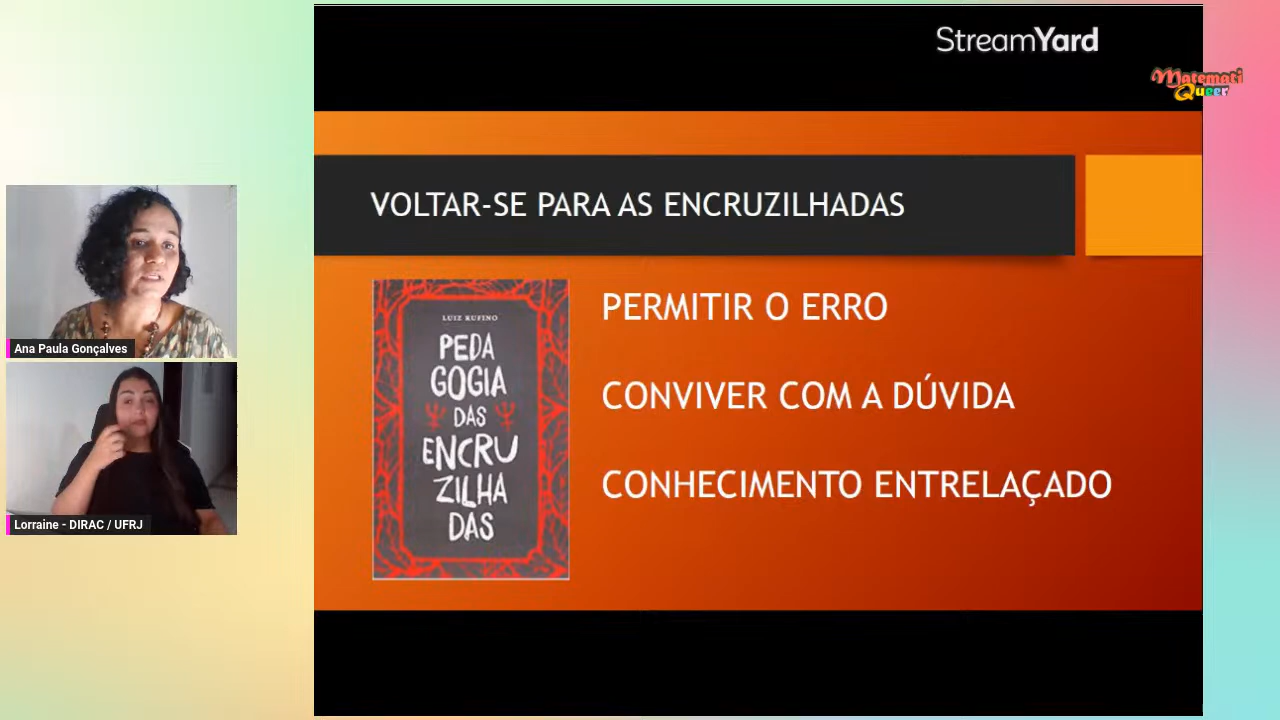 StreamYard
Matemati
Queer
VOLTAR-SE PARA AS ENCRUZILHADAS
LUIZ RUFINO
PEDA
GOGIA
DAS
ENCRU
ZILHA
DAS
PERMITIR O ERRO
CONVIVER COM A DÚVIDA
CONHECIMENTO ENTRELAÇADO
Ana Paula Gonçalves
Lorraine - DIRAC / UFRJ